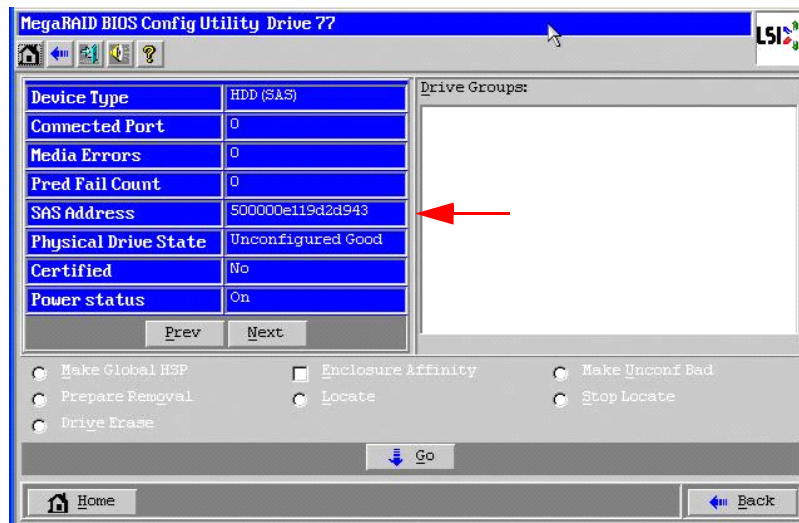 MegaRAID BIOS Config Utility Drive 77
LSI
Device Type HDD (SAS)
Connected Port 0
Media Errors 0
Pred Fail Count 0
SAS Address 500000e119d2d943
Physical Drive State Unconfigured Good
Certified No
Power status On
Prev Next
Drive Groups:
Make Global HSP Enclosure Affinity Make Unconf Bad
Prepare Removal Locate Stop Locate
Drive Erase
Go
Home Back